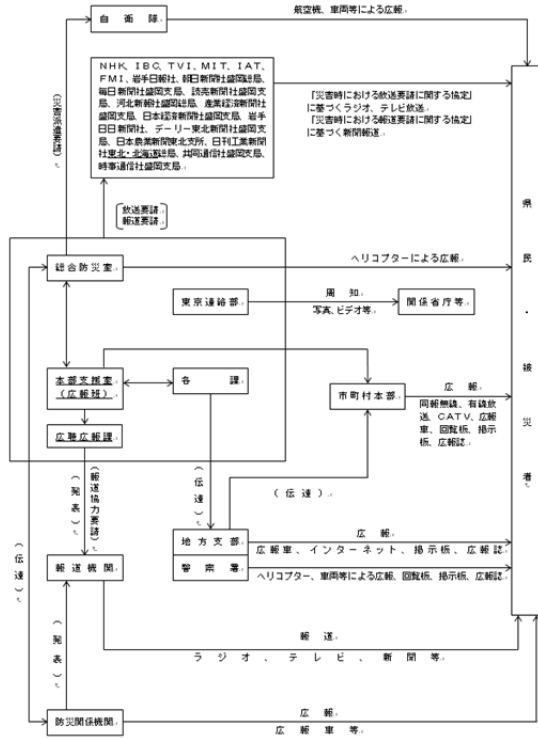 自衛隊
航空機、車両等による広報
(災害派遣要請)
NHK、IBC、TVI、MIT、IAT、
FMI、岩手日報社、朝日新聞社盛岡総局、
毎日新聞社盛岡支局、読売新聞社盛岡支
局、河北新報社盛岡総局、産業経済新聞社
盛岡支局、日本経済新聞社盛岡支局、岩手
日日新聞社、デーリー東北新聞社盛岡支
局、日本農業新聞東北支所、日刊工業新聞
社東北・北海道総局、共同通信社盛岡支局、
時事通信社盛岡支局
「災害時における放送要請に関する協定」
に基づくラジオ、テレビ放送
「災害時における報道要請に関する協定」
に基づく新聞報道
放送要請
報道要請
県民・被災者
総合防災室
ヘリコプターによる広報
東京連絡部
周知
写真、ビデオ等
関係省庁等
本部支援室
(広報班)
各課
市町村本部
広報
同報無線、有線放
送、CATV、広報
車、回覧板、掲示
板、広報誌
広聴広報課
(報道協力要請)
(発表)
(伝達)
(伝達)
(伝達)
地方支部
広報
広報車、インターネット、掲示板、広報誌
警察署
ヘリコプター、車両等による広報、回覧板、掲示板、広報誌
報道機関
(発表)
報道
ラジオ、テレビ、新聞等
防災関係機関
広報
広報車等